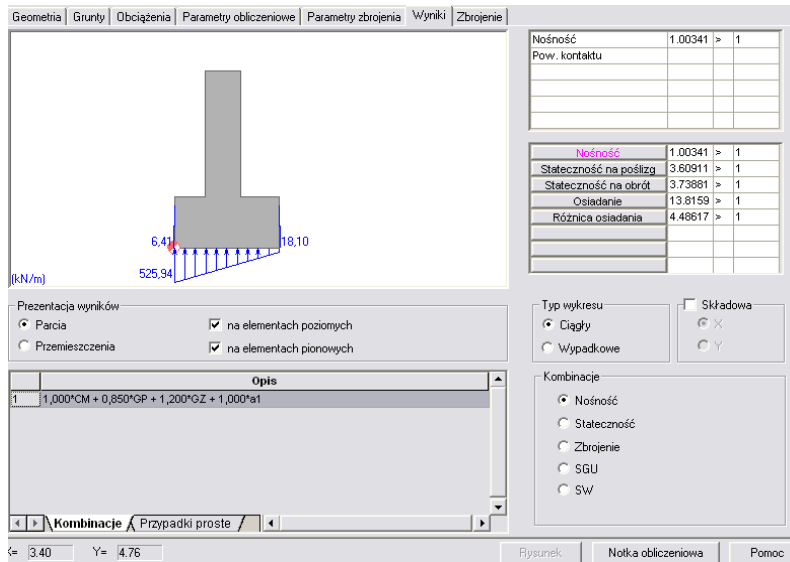 Geometria Grunty Obciążenia Parametry obliczeniowe Parametry zbrojenia Wyniki Zbrojenie
Nośność 1.00341 > 1
Pow. kontaktu
6,41 18,10
525,94
(kN/m)
Nośność 1.00341 > 1
Stateczność na poślizg 3.60911 > 1
Stateczność na obrót 3.73881 > 1
Osiadanie 13.8159 > 1
Różnica osiadania 4.48617 > 1
Prezentacja wyników
Parcia na elementach poziomych
Przemieszczenia na elementach pionowych
Typ wykresu
Ciągły
Wypadkowe
Składowa
X
Y
Opis
1 1,000*CM + 0,850*GP + 1,200*GZ + 1,000*a1
Kombinacje Przypadki proste
Kombinacje
Nośność
Stateczność
Zbrojenie
SGU
SW
X= 3.40 Y= 4.76 Rysunek Notka obliczeniowa Pomoc